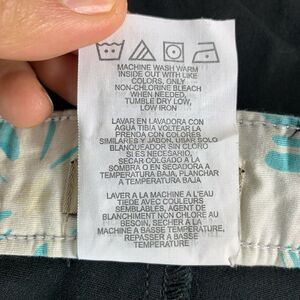 MACHINE WASH WARM
INSIDE OUT WITH LIKE
COLORS, ONLY
NON-CHLORINE BLEACH
WHEN NEEDED,
TUMBLE DRY LOW,
LOW IRON
LAVAR EN LAVADORA CON
AGUA TIBIA VOLTEAR LA
PRENDA CON COLORES
SIMILARES Y JABON, USAR SOLO
BLANQUEADOR SIN CLORO
SI ES NECESARIO,
SECAR COLGADO A LA
SOMBRA O EN SECADORA A
TEMPERATURA BAJA, PLANCHAR
A TEMPERATURA BAJA
LAVER A LA MACHINE A L'EAU
TIEDE AVEC COULEURS
SEMBLABLES, AGENT DE
BLANCHIMENT NON CHLORE AU
BESOIN, SECHER A LA
MACHINE A BASSE TEMPERATURE,
REPASSER A BASSE
TEMPERATURE